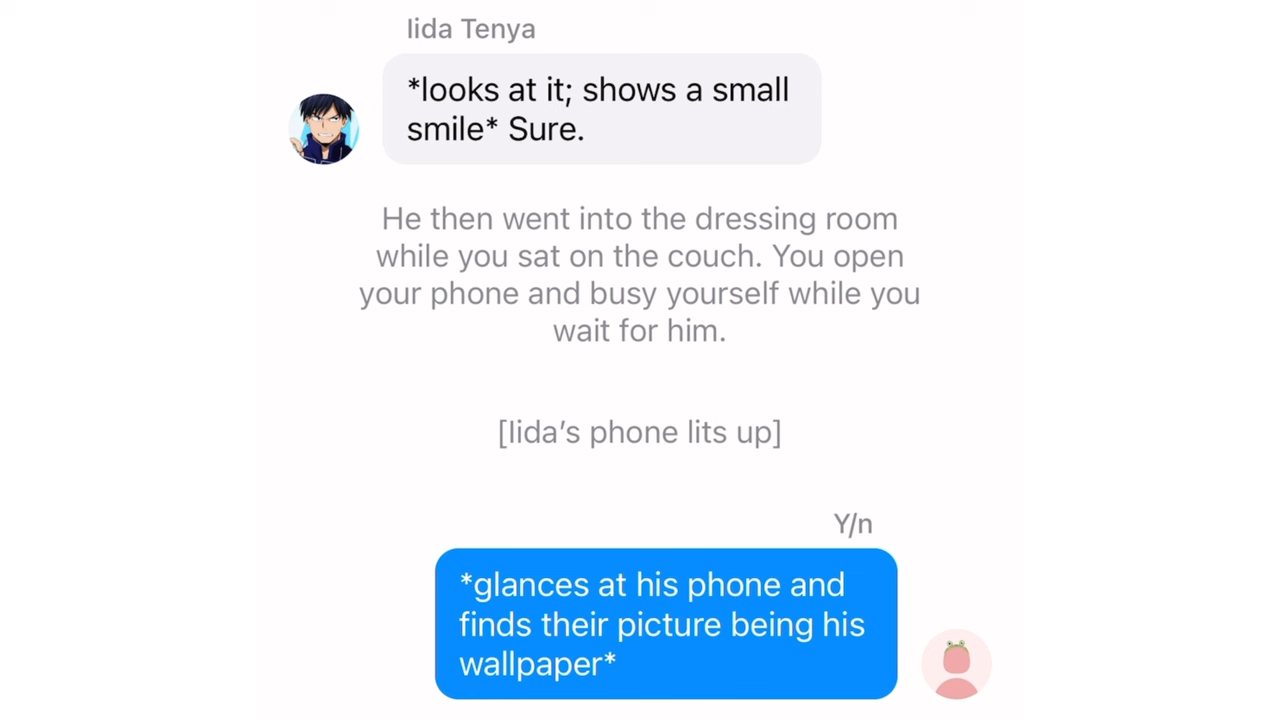 Iida Tenya
*looks at it; shows a small
smile* Sure.
He then went into the dressing room
while you sat on the couch. You open
your phone and busy yourself while you
wait for him.
[Iida’s phone lits up]
Y/n
*glances at his phone and
finds their picture being his
wallpaper*